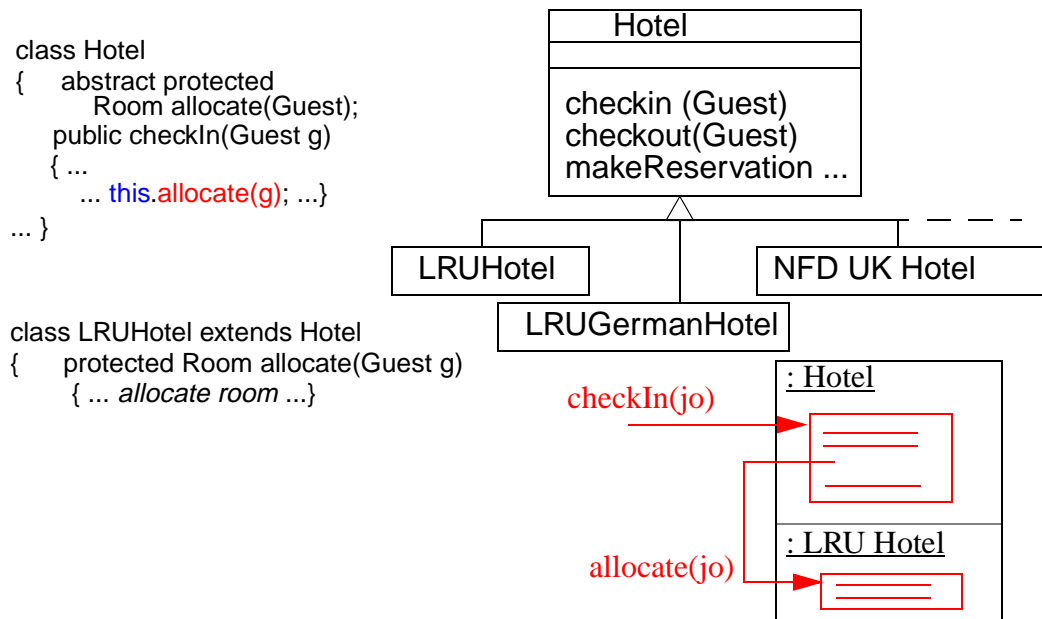 class Hotel
{ abstract protected
Room allocate(Guest);
public checkIn(Guest g)
{ ...
... this.allocate(g); ...}
... }
class LRUHotel extends Hotel
{ protected Room allocate(Guest g)
{ ... allocate room ...}
Hotel
checkin (Guest)
checkout(Guest)
makeReservation ...
LRUHotel
NFD UK Hotel
LRUGermanHotel
: Hotel
checkIn(jo)
: LRU Hotel
allocate(jo)